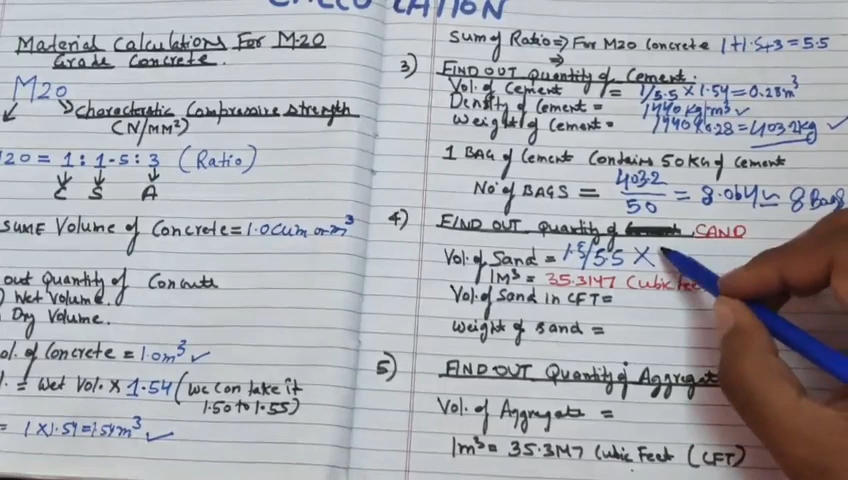 CALCULATION
Material Calculations For M20
Grade Concrete.
M20
Characteristic Compressive Strength
(N/MM²)
20 = 1 : 1.5 : 3 (Ratio)
C S A
SUME Volume of Concrete = 1.0 cum or m³
out Quantity of Concrete
) Wet Volume.
Dry Volume.
ol. of Concrete = 1.0m³ ✓
. = Wet Vol. × 1.54 (we can take it
1.50 to 1.55)
= 1 × 1.54 = 1.54m³ ✓
Sum of Ratio ⇒ For M20 Concrete 1+1.5+3 = 5.5
3) ⇒
FIND OUT Quantity of Cement.
Vol. of Cement = 1/5.5 × 1.54 = 0.28m³
Density of Cement = 1440 kg/m³ ✓
Weight of Cement = 1440 × 0.28 = 403.2kg ✓
1 BAG of Cement Contains 50KG of Cement
No of BAGS = 403.2/50 = 8.064 ≃ 8 Bags
4) FIND OUT Quantity of SAND
Vol. of Sand = 1.5/5.5 ×
1M³ = 35.3147 Cubic Fee
Vol. of Sand in CFT =
Weight of Sand =
5) FIND OUT Quantity of Aggregat
Vol. of Aggregate =
1m³ = 35.3147 Cubic Feet (CFT)